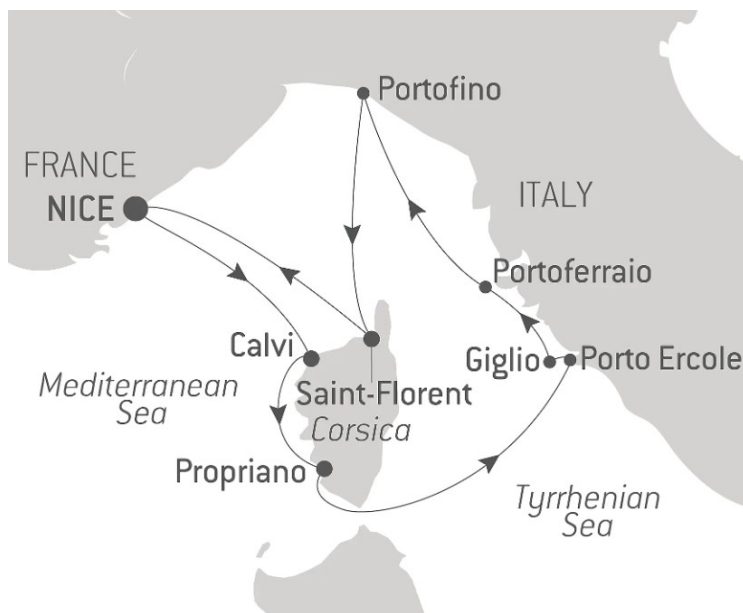 Portofino
FRANCE
NICE
ITALY
Portoferraio
Calvi
Giglio
Porto Ercole
Mediterranean
Sea
Saint-Florent
Corsica
Propriano
Tyrrhenian
Sea